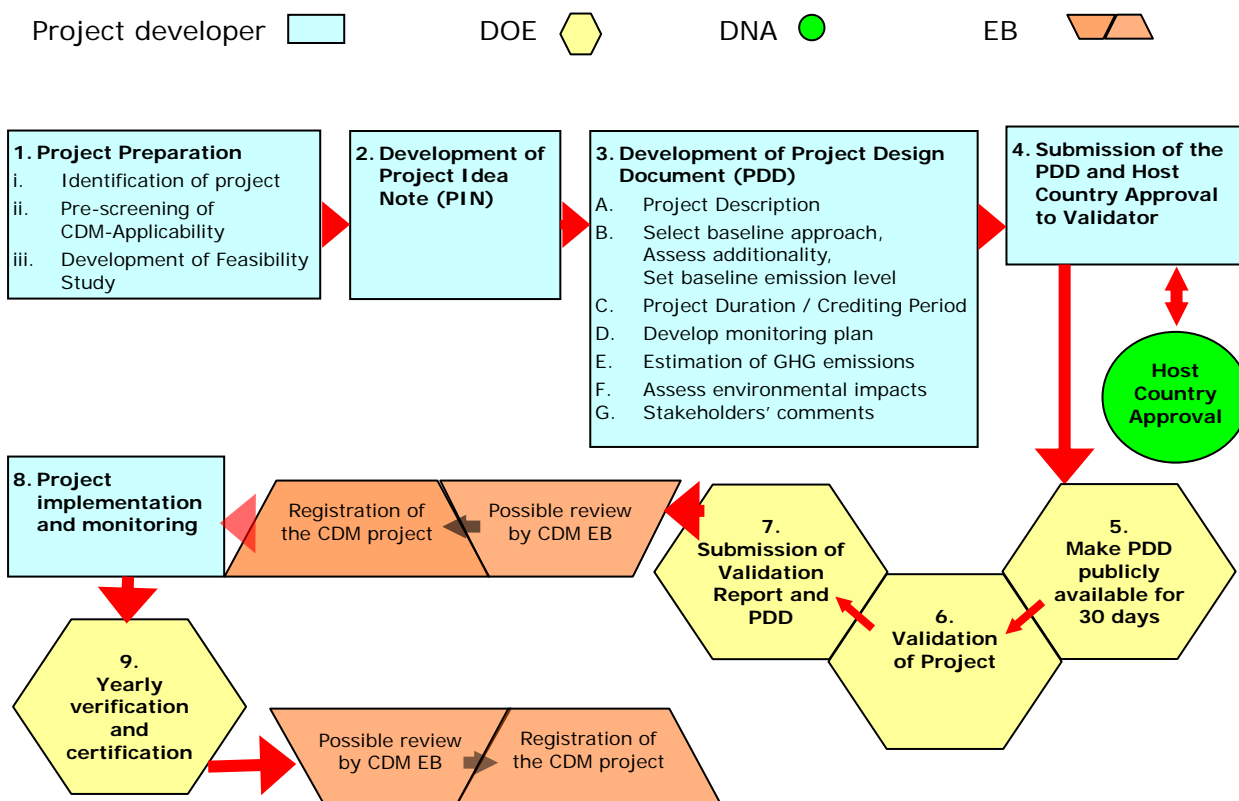 Project developer
DOE
DNA
EB
1. Project Preparation
i. Identification of project
ii. Pre-screening of
CDM-Applicability
iii. Development of Feasibility
Study
2. Development of
Project Idea
Note (PIN)
3. Development of Project Design
Document (PDD)
A. Project Description
B. Select baseline approach,
Assess additionality,
Set baseline emission level
C. Project Duration / Crediting Period
D. Develop monitoring plan
E. Estimation of GHG emissions
F. Assess environmental impacts
G. Stakeholders' comments
4. Submission of the
PDD and Host
Country Approval
to Validator
Host
Country
Approval
5.
Make PDD
publicly
available for
30 days
6.
Validation
of Project
7.
Submission of
Validation
Report and
PDD
Possible review
by CDM EB
Registration of
the CDM project
8. Project
implementation
and monitoring
9.
Yearly
verification
and
certification
Possible review
by CDM EB
Registration of
the CDM project